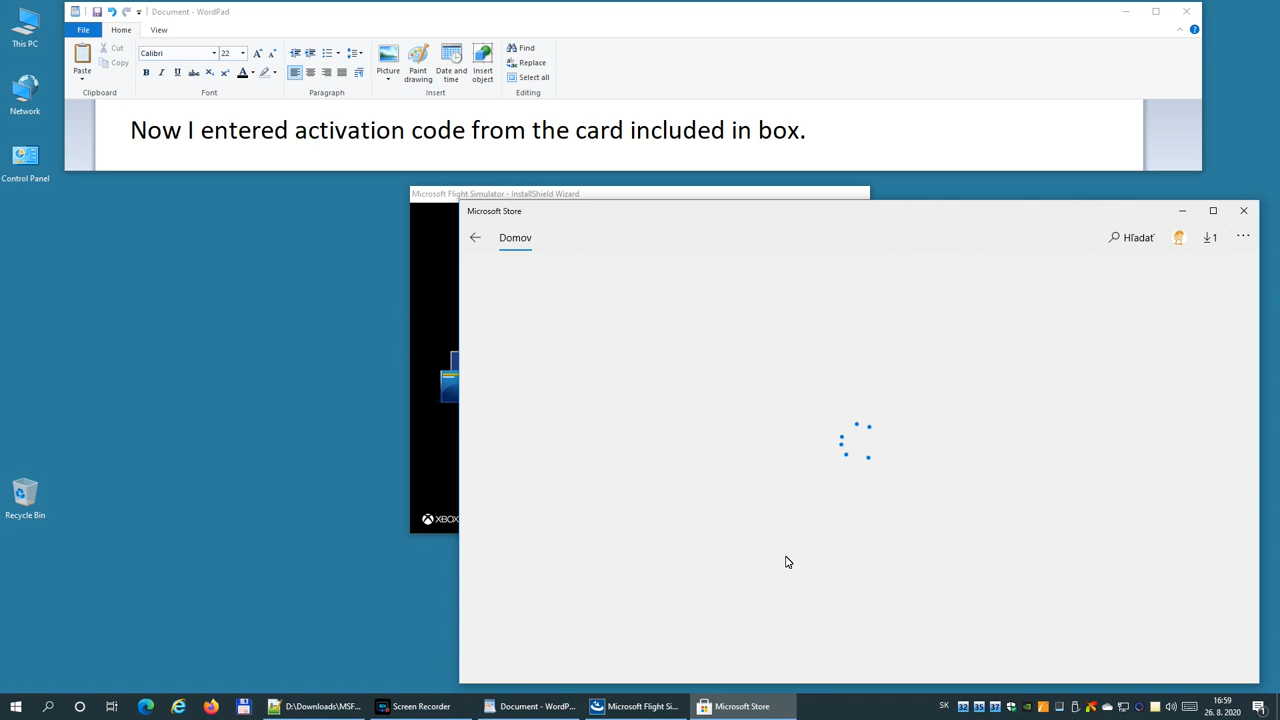 This PC
Network
Control Panel
Recycle Bin
Document - WordPad
File
Home
View
Paste
Cut
Copy
Clipboard
Calibri
22
Font
Paragraph
Picture
Paint drawing
Date and time
Insert object
Insert
Find
Replace
Select all
Editing
Now I entered activation code from the card included in box.
Microsoft Flight Simulator - InstallShield Wizard
XBOX
Microsoft Store
Domov
Hľadať
1
D:\Downloads\MSF...
Screen Recorder
Document - WordP...
Microsoft Flight Si...
Microsoft Store
SK
32
35
37
16:59
26. 8. 2020